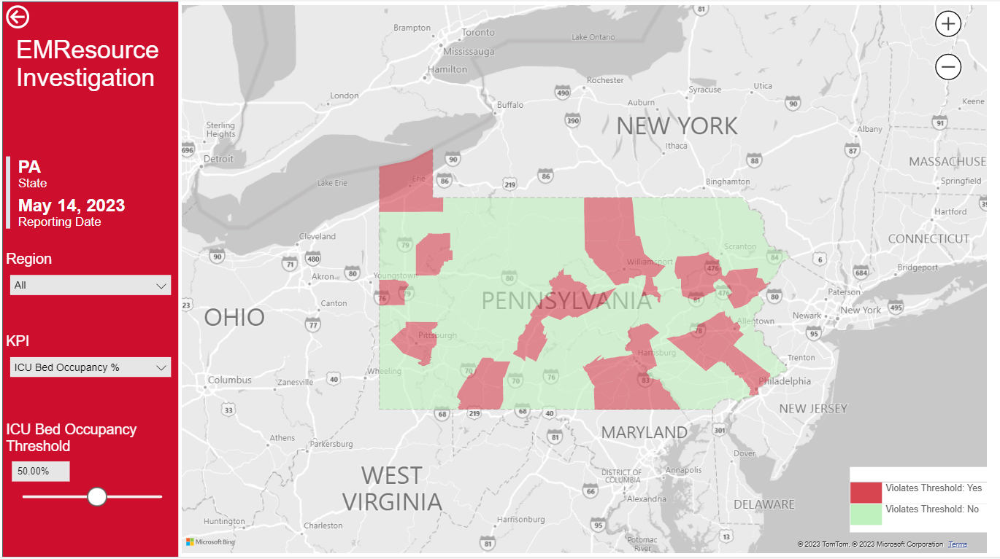 EMResource
Investigation
PA
State
May 14, 2023
Reporting Date
Region
All
KPI
ICU Bed Occupancy %
ICU Bed Occupancy
Threshold
50.00%
81
Brampton
Toronto
Lake Ontario
Mississauga
Hamilton
Rochester
490
Syracuse
Utica
London
Buffalo
Auburn
90
Keene
390
NEW YORK
91
Sterling
Heights
Albany
696
Detroit
Ithaca
87
90
88
MASSACHUSE
Lake Erie
Erie
86
219
86
Binghamton
Springfield
Hartford
Cleveland
79
Scranton
CONNECTICUT
90
71
480
Williamsport
84
6
Akron
80
Youngstown
80
476
684
Bridgeport
76
79
PENNSYLVANIA
81
476
80
Paterson
23
Canton
New York
495
OHIO
77
Allentown
Newark
Pittsburgh
78
95
Harrisburg
Trenton
Wheeling
70
70
76
83
Philadelphia
Columbus
Zanesville
40
33
68
219
68
40
NEW JERSEY
MARYLAND
301
Athens
Parkersburg
81
Dover
WEST
VIRGINIA
DISTRICT OF
COLUMBIA
Annapolis
66
Alexandria
DELAWARE
Huntington
Charleston
Harrisonburg
95
81
Potomac
River
13
Violates Threshold: Yes
Violates Threshold: No
Microsoft Bing
© 2023 TomTom, © 2023 Microsoft Corporation Terms